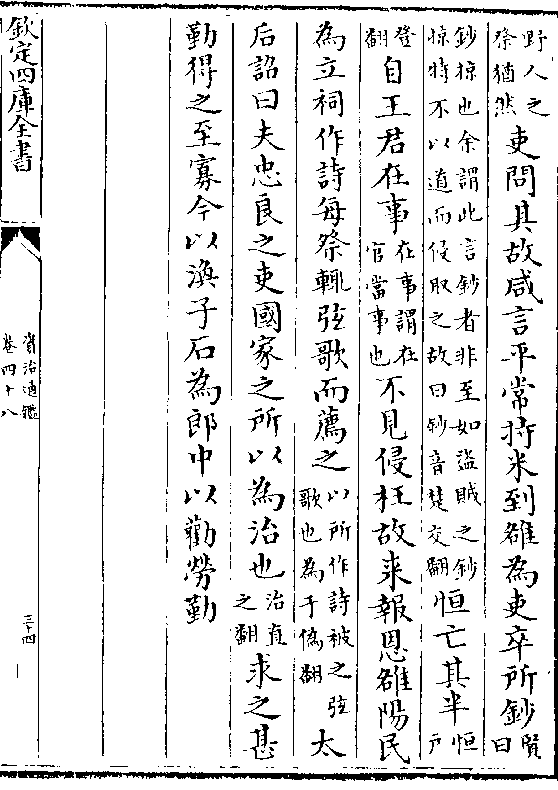 野人之祭猶然吏問其故咸言平常持米到雒為吏卒所鈔賢曰
鈔掠也余謂此言鈔者非至如盜賊之鈔掠特不以道而侵取之故曰鈔音楚交翻恒亡其半恒戸
登翻自王君在事在事謂在官當事也不見侵枉故来報恩雒陽民
為立祠作詩每祭輒弦歌而薦之以所作詩被之弦歌也為于偽翻太
后詔曰夫忠良之吏國家之所以為治也治直之翻求之甚
勤得之至寡今以渙子石為郎中以勸勞勤
欽定四庫全書
資治通鑑
卷四十八
三十四